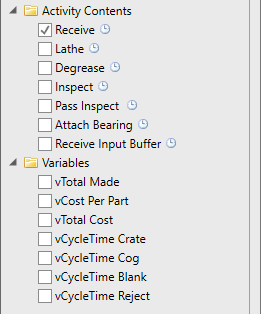 Activity Contents
Receive
Lathe
Degrease
Inspect
Pass Inspect
Attach Bearing
Receive Input Buffer
Variables
vTotal Made
vCost Per Part
vTotal Cost
vCycleTime Crate
vCycleTime Cog
vCycleTime Blank
vCycleTime Reject